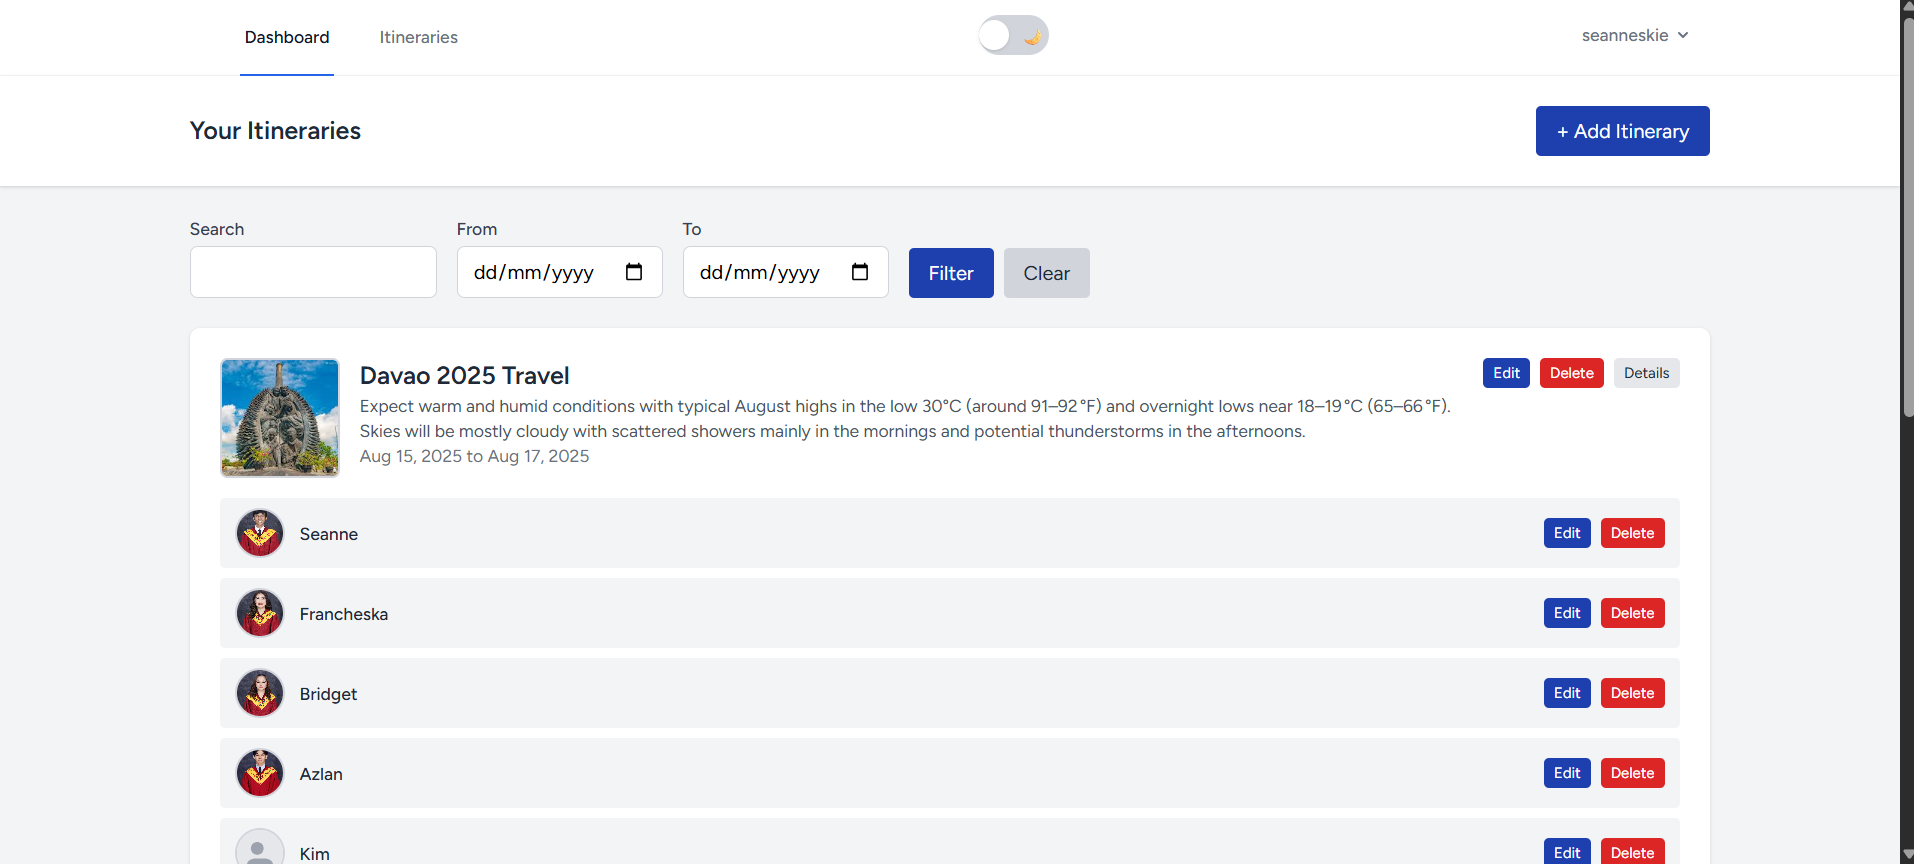 Dashboard
Itineraries
seanneskie
Your Itineraries
+ Add Itinerary
Search
From
To
dd/mm/yyyy
dd/mm/yyyy
Filter
Clear
Davao 2025 Travel
Edit
Delete
Details
Expect warm and humid conditions with typical August highs in the low 30°C (around 91–92 °F) and overnight lows near 18–19 °C (65–66 °F).
Skies will be mostly cloudy with scattered showers mainly in the mornings and potential thunderstorms in the afternoons.
Aug 15, 2025 to Aug 17, 2025
Seanne
Edit
Delete
Francheska
Edit
Delete
Bridget
Edit
Delete
Azlan
Edit
Delete
Kim
Edit
Delete